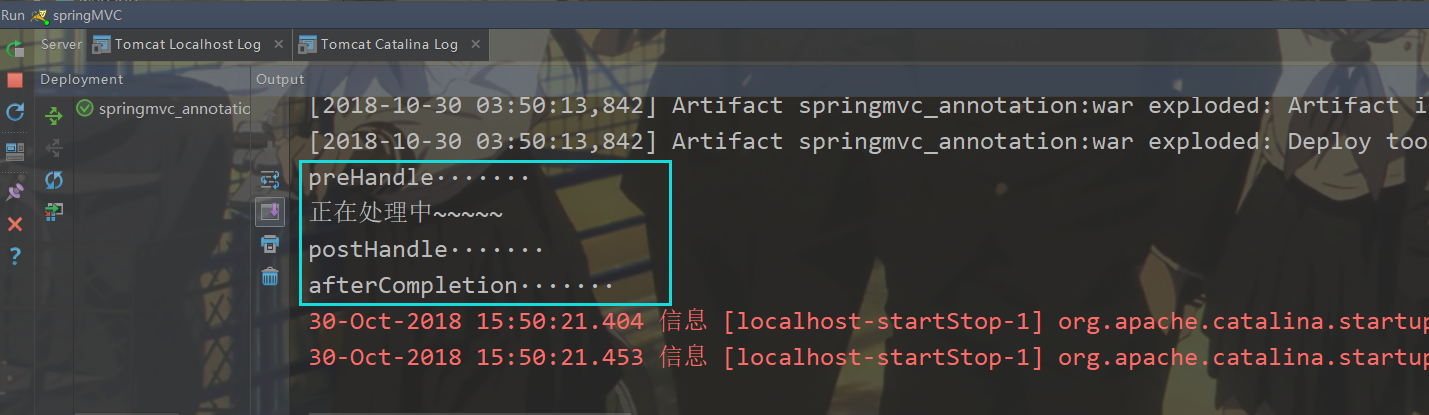 Run springMVC
Server Tomcat Localhost Log × Tomcat Catalina Log ×
Deployment Output
springmvc_annotatio
[2018-10-30 03:50:13,842] Artifact springmvc_annotation:war exploded: Artifact i
[2018-10-30 03:50:13,842] Artifact springmvc_annotation:war exploded: Deploy too
preHandle·······
正在处理中~~~~~
postHandle·······
afterCompletion·······
30-Oct-2018 15:50:21.404 信息 [localhost-startStop-1] org.apache.catalina.startup
30-Oct-2018 15:50:21.453 信息 [localhost-startStop-1] org.apache.catalina.startup